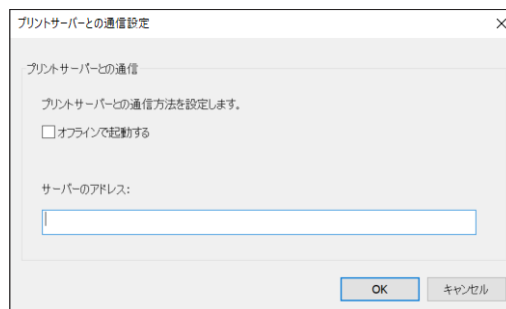 プリントサーバーとの通信設定
プリントサーバーとの通信
プリントサーバーとの通信方法を設定します。
オフラインで起動する
サーバーのアドレス:
OK
キャンセル